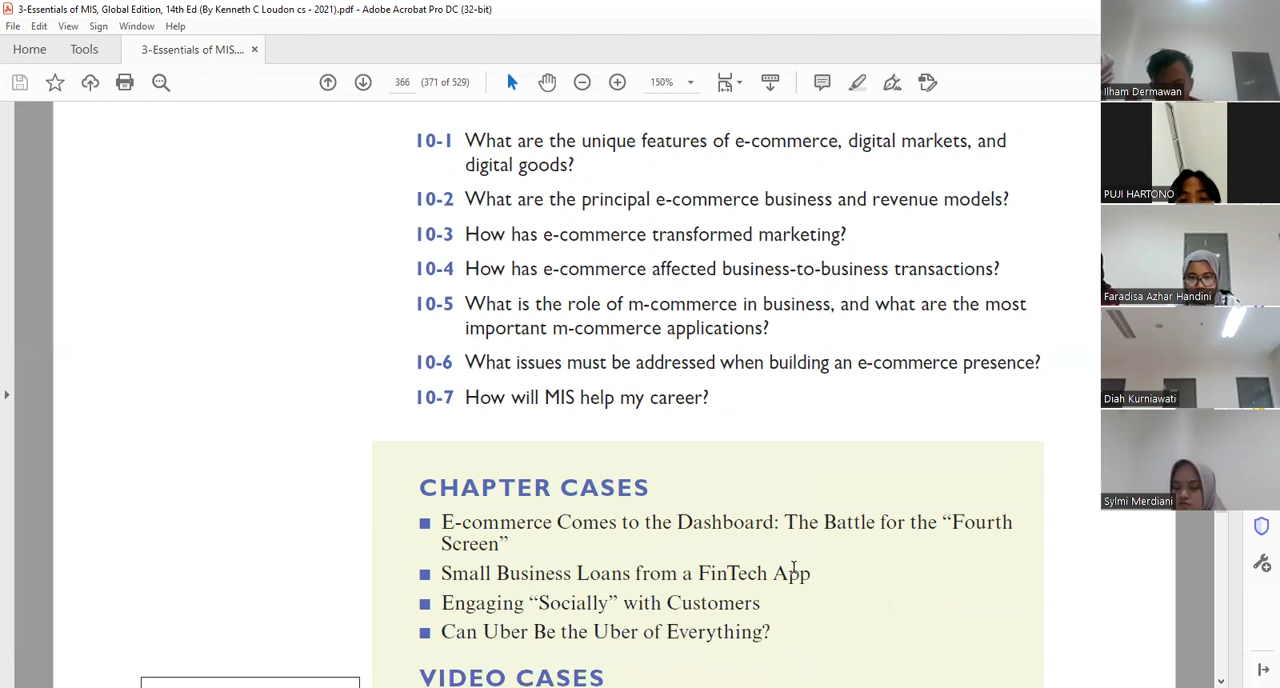 3-Essentials of MIS, Global Edition, 14th Ed (By Kenneth C Loudon cs - 2021).pdf - Adobe Acrobat Pro DC (32-bit)
File Edit View Sign Window Help
Home Tools 3-Essentials of MIS,... ×
366 (371 of 529) 150%
10-1 What are the unique features of e-commerce, digital markets, and
digital goods?
10-2 What are the principal e-commerce business and revenue models?
10-3 How has e-commerce transformed marketing?
10-4 How has e-commerce affected business-to-business transactions?
10-5 What is the role of m-commerce in business, and what are the most
important m-commerce applications?
10-6 What issues must be addressed when building an e-commerce presence?
10-7 How will MIS help my career?
CHAPTER CASES
■ E-commerce Comes to the Dashboard: The Battle for the “Fourth
Screen”
■ Small Business Loans from a FinTech App
■ Engaging “Socially” with Customers
■ Can Uber Be the Uber of Everything?
VIDEO CASES
Ilham Dermawan
PUJI HARTONO
Faradisa Azhar Handini
Diah Kurniawati
Sylmi Merdiani